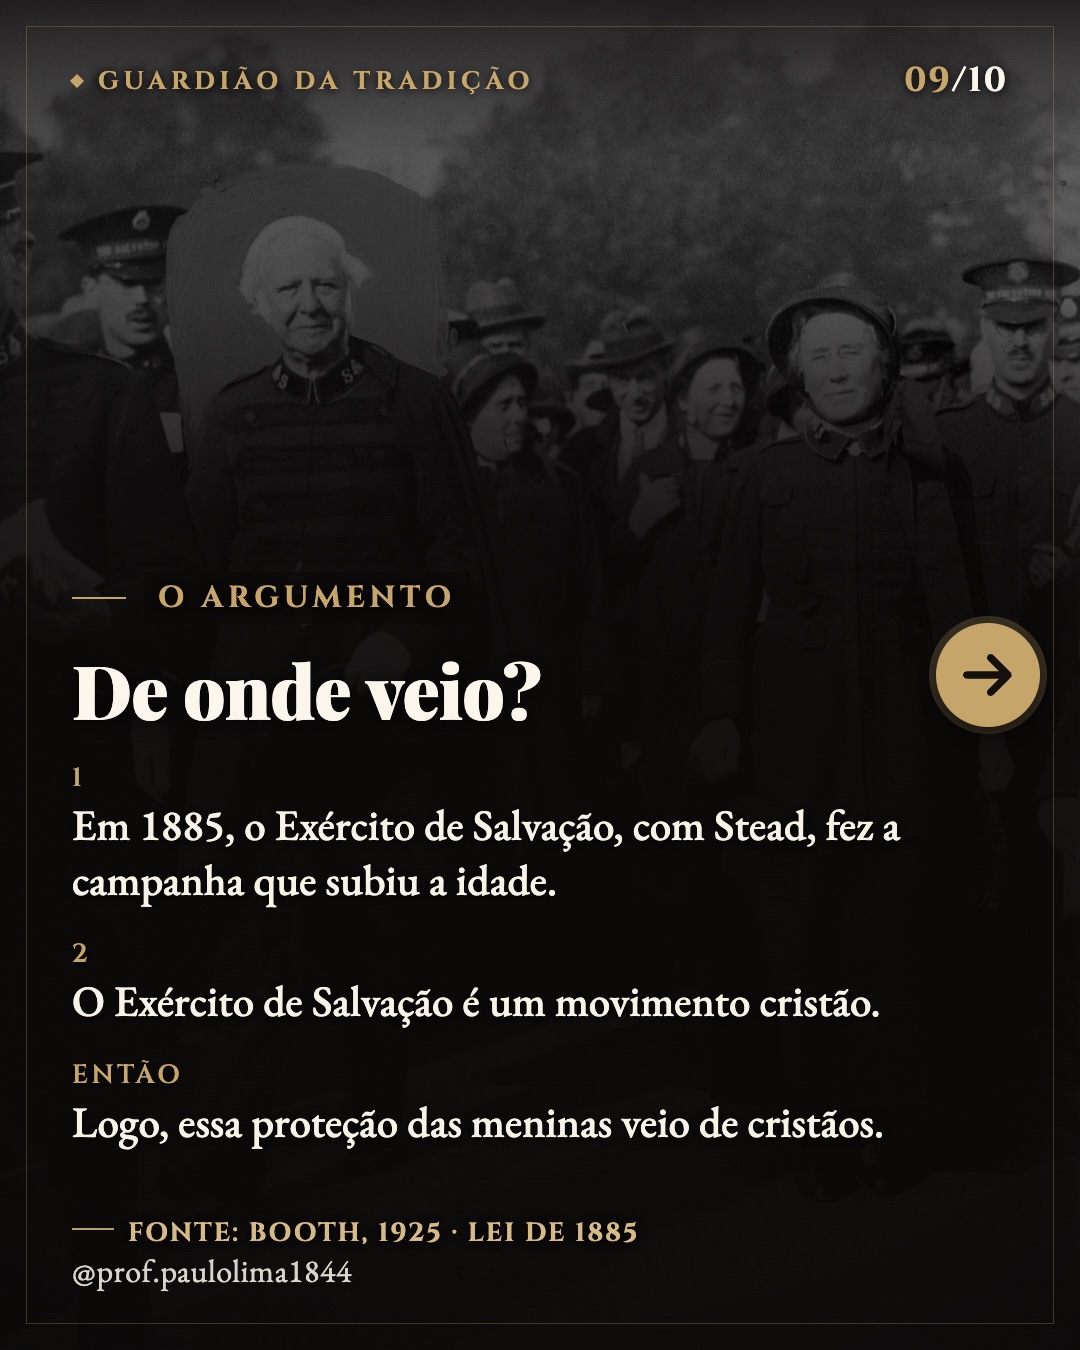 GUARDIÃO DA TRADIÇÃO
09/10
O ARGUMENTO
De onde veio?
1
Em 1885, o Exército de Salvação, com Stead, fez a
campanha que subiu a idade.
2
O Exército de Salvação é um movimento cristão.
ENTÃO
Logo, essa proteção das meninas veio de cristãos.
FONTE: BOOTH, 1925 · LEI DE 1885
@prof.paulolima1844